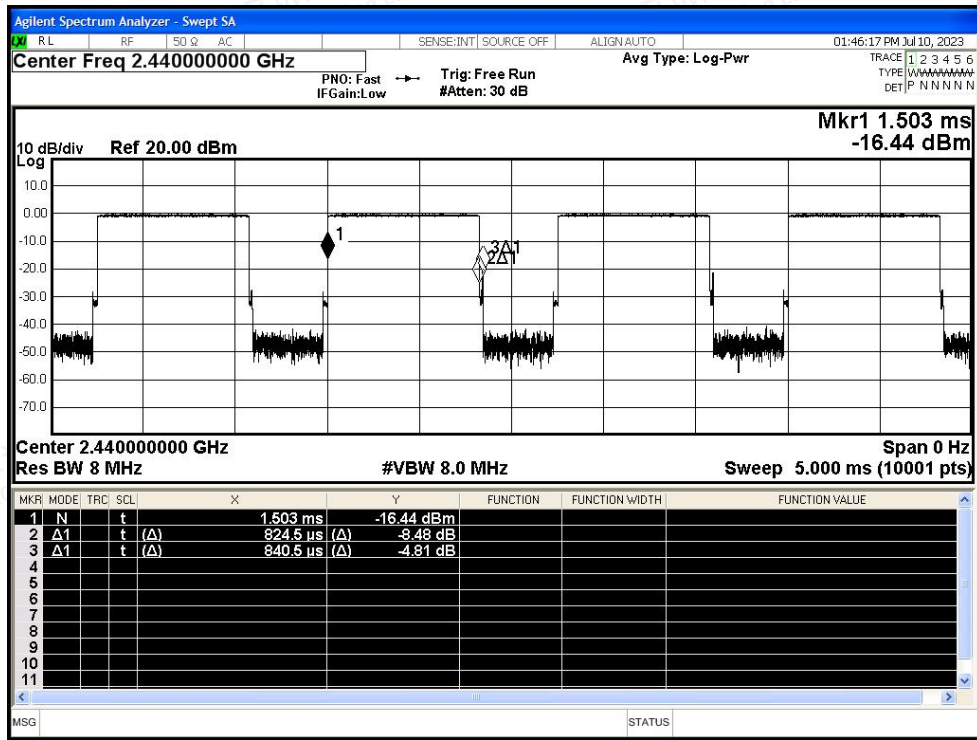 Agilent Spectrum Analyzer - Swept SA
LXI RL RF 50 Ω AC SENSE:INT SOURCE OFF ALIGN AUTO 01:46:17 PM Jul 10, 2023
Center Freq 2.440000000 GHz
PNO: Fast
IFGain:Low
Trig: Free Run
#Atten: 30 dB
Avg Type: Log-Pwr
TRACE 1 2 3 4 5 6
TYPE W
DET P N N N N N
Mkr1 1.503 ms
-16.44 dBm
10 dB/div Ref 20.00 dBm
Log
10.0
0.00
1
-10.0
3Δ1
2Δ1
-20.0
-30.0
-40.0
-50.0
-60.0
-70.0
Center 2.440000000 GHz Span 0 Hz
Res BW 8 MHz #VBW 8.0 MHz Sweep 5.000 ms (10001 pts)
MKR MODE TRC SCL X Y FUNCTION FUNCTION WIDTH FUNCTION VALUE
1 N t 1.503 ms -16.44 dBm
2 Δ1 t (Δ) 824.5 µs (Δ) -8.48 dB
3 Δ1 t (Δ) 840.5 µs (Δ) -4.81 dB
4
5
6
7
8
9
10
11
MSG STATUS